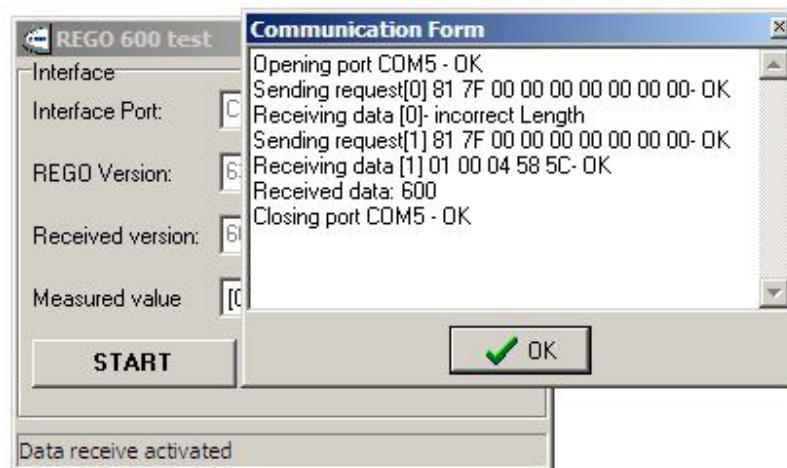 REGO 600 test
Interface
Interface Port:
REGO Version:
Received version:
Measured value
START
Data receive activated
Communication Form
Opening port COM5 - OK
Sending request[0] 81 7F 00 00 00 00 00 00 00- OK
Receiving data [0]- incorrect Length
Sending request[1] 81 7F 00 00 00 00 00 00 00- OK
Receiving data [1] 01 00 04 58 5C- OK
Received data: 600
Closing port COM5 - OK
OK